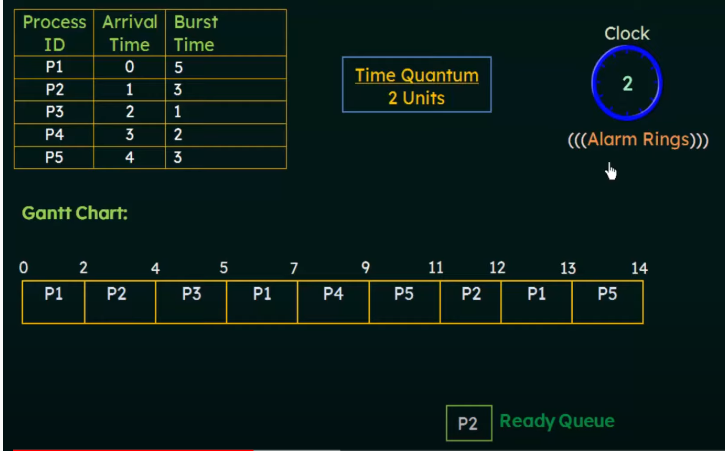 Process Arrival Burst
ID Time Time
P1 0 5
P2 1 3
P3 2 1
P4 3 2
P5 4 3
Time Quantum
2 Units
Clock
2
(((Alarm Rings)))
Gantt Chart:
0 2 4 5 7 9 11 12 13 14
P1 P2 P3 P1 P4 P5 P2 P1 P5
P2 Ready Queue